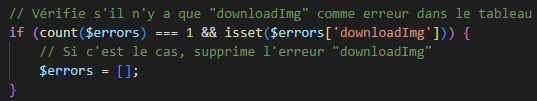 // Vérifie s'il n'y a que "downloadImg" comme erreur dans le tableau
if (count($errors) === 1 && isset($errors['downloadImg'])) {
// Si c'est le cas, supprime l'erreur "downloadImg"
$errors = [];
}